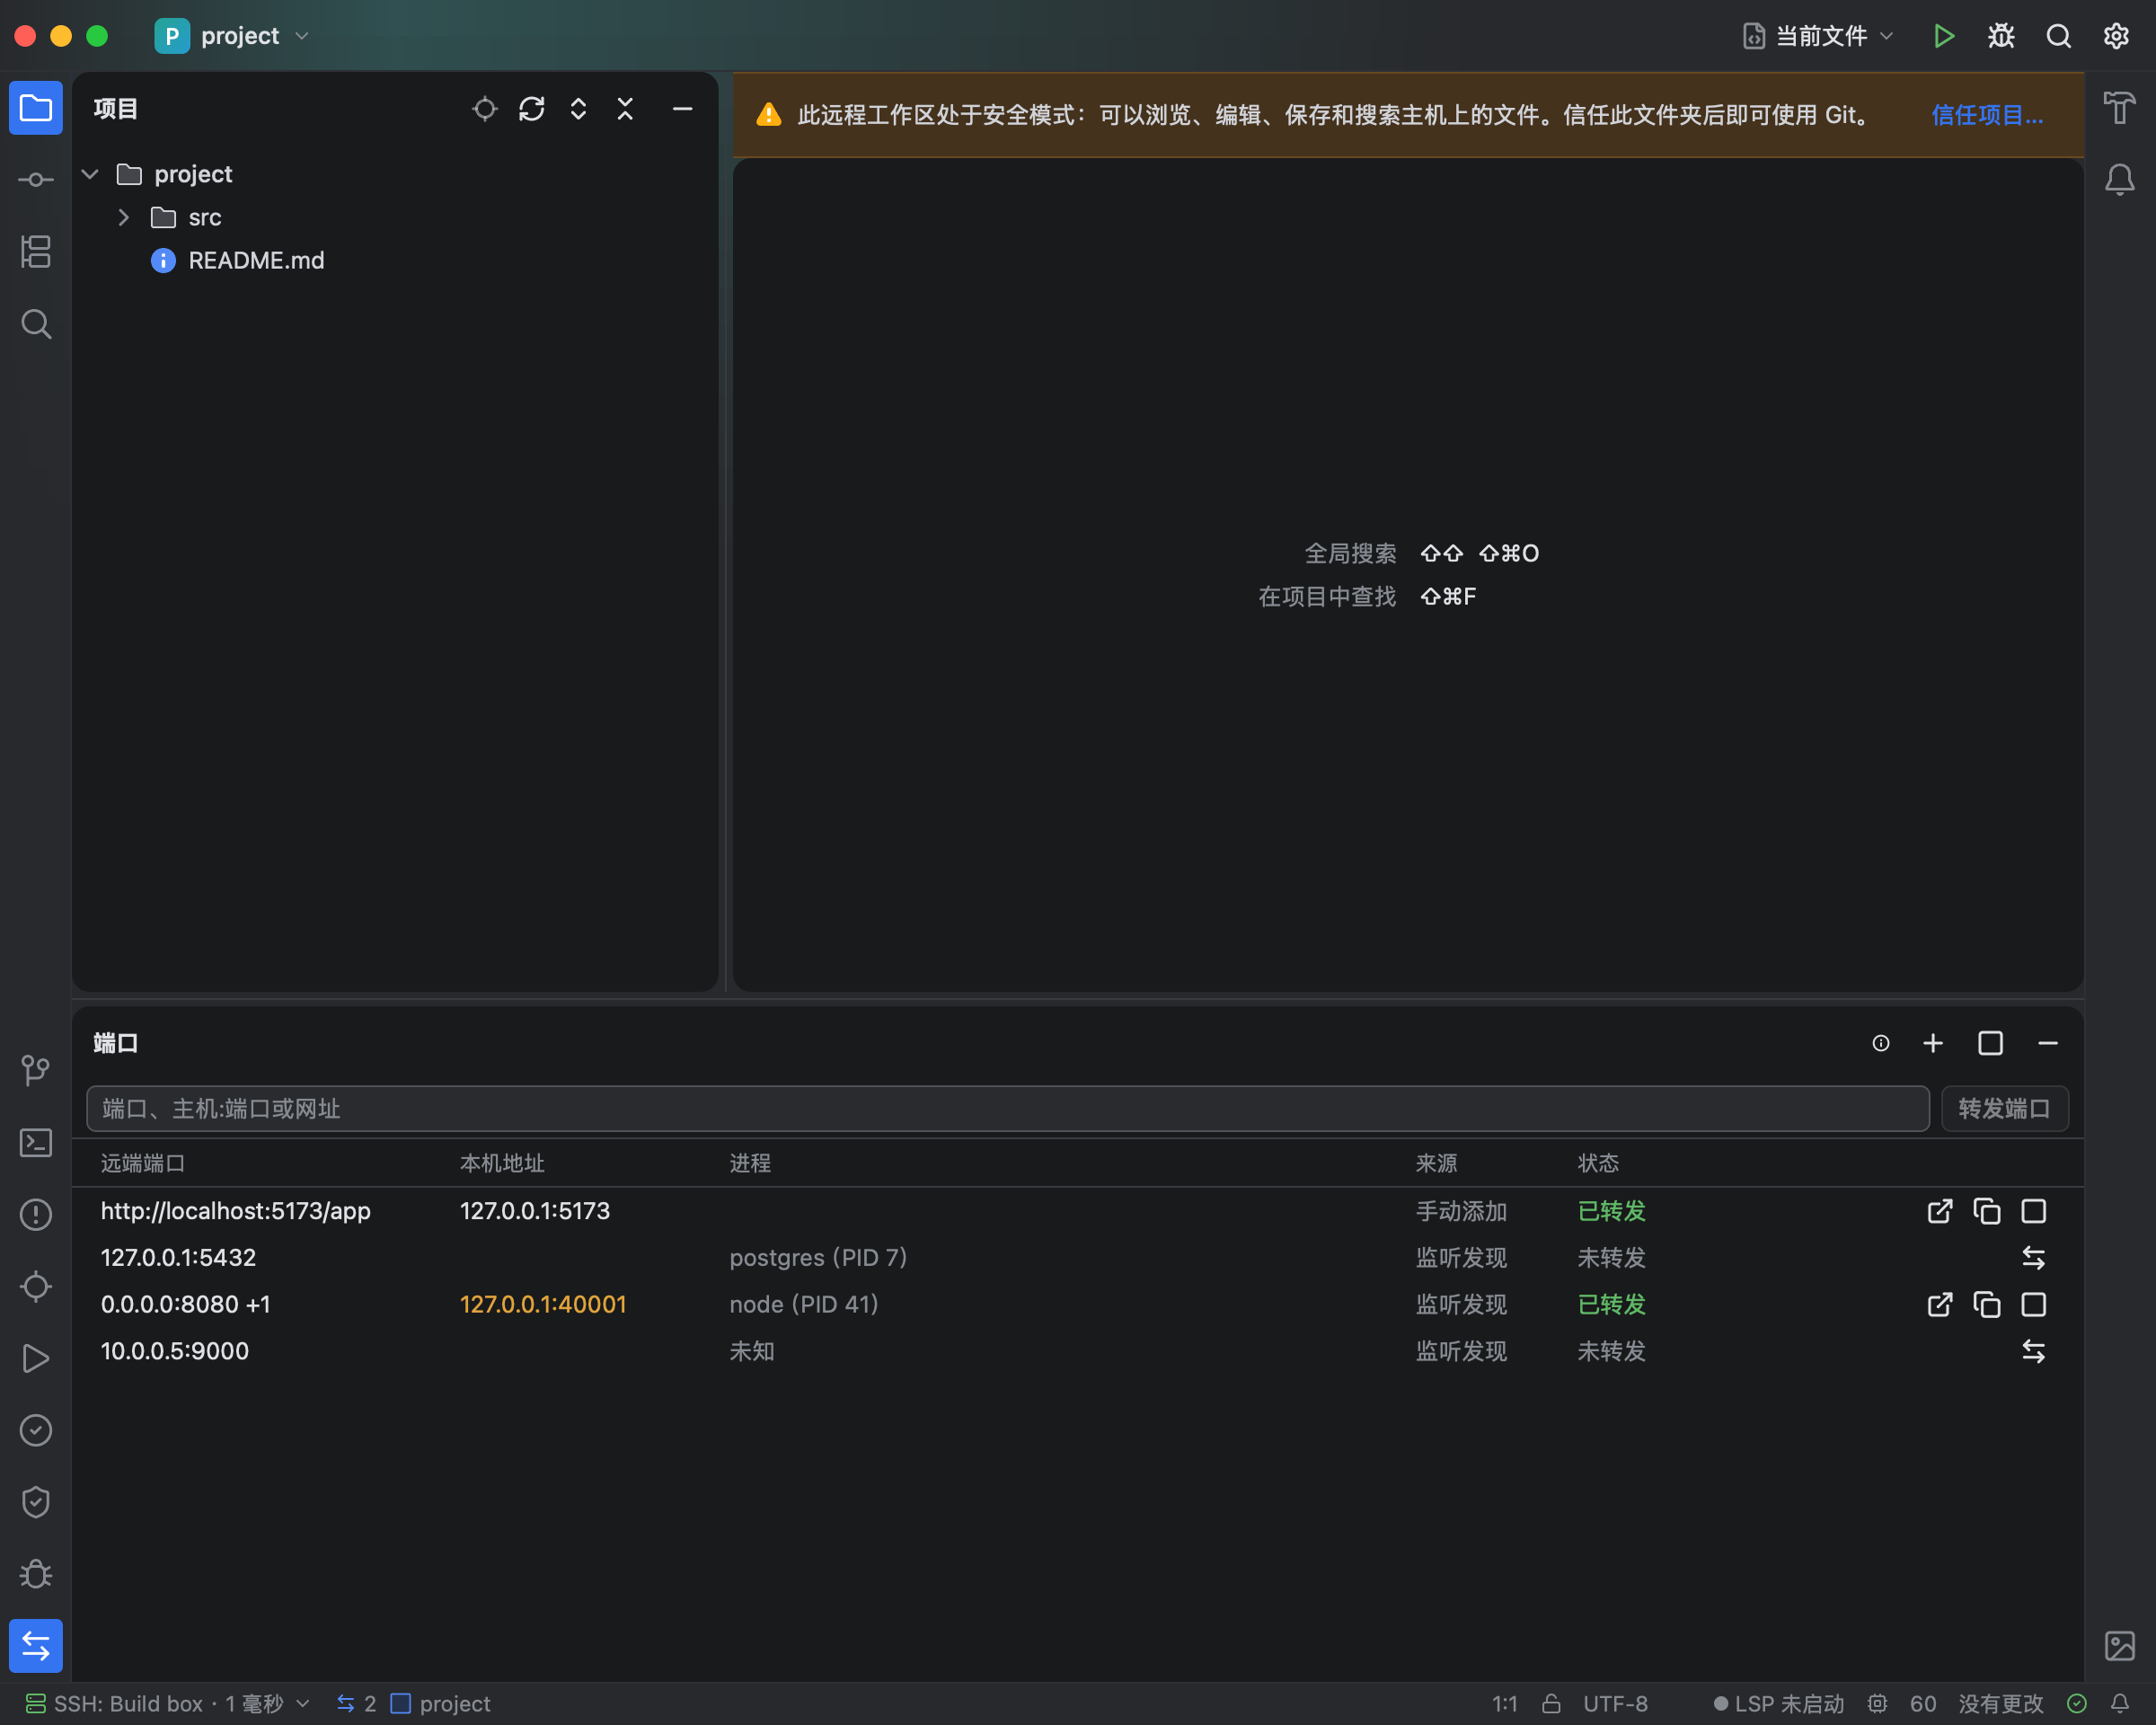 P project
当前文件
项目
此远程工作区处于安全模式：可以浏览、编辑、保存和搜索主机上的文件。信任此文件夹后即可使用 Git。 信任项目...
project
src
README.md
全局搜索 ⇧⇧ ⇧⌘O
在项目中查找 ⇧⌘F
端口
端口、主机:端口或网址 转发端口
远端端口 本机地址 进程 来源 状态
http://localhost:5173/app 127.0.0.1:5173 手动添加 已转发
127.0.0.1:5432 postgres (PID 7) 监听发现 未转发
0.0.0.0:8080 +1 127.0.0.1:40001 node (PID 41) 监听发现 已转发
10.0.0.5:9000 未知 监听发现 未转发
SSH: Build box · 1 毫秒 2 project 1:1 UTF-8 LSP 未启动 60 没有更改